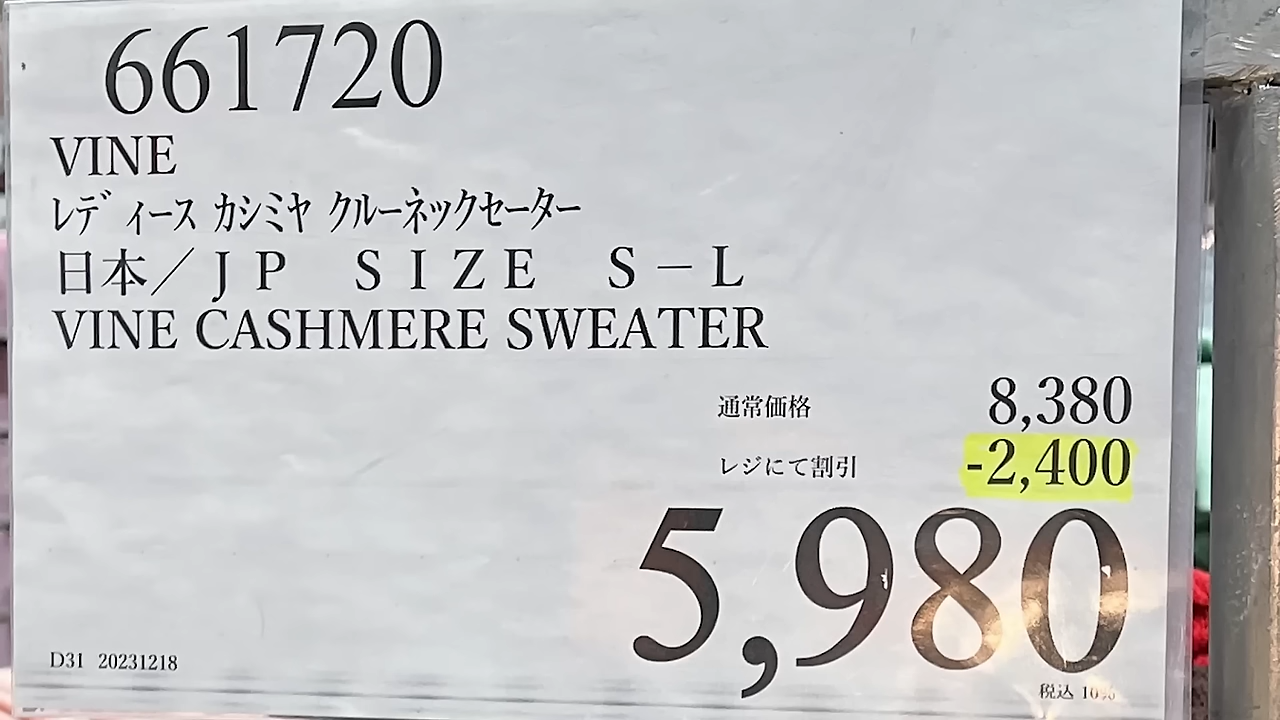 661720
VINE
レディース カシミヤ クルーネックセーター
日本／ＪＰ　ＳＩＺＥ　Ｓ－Ｌ
VINE CASHMERE SWEATER
通常価格 8,380
レジにて割引 -2,400
5,980
税込 10%
D31 20231218